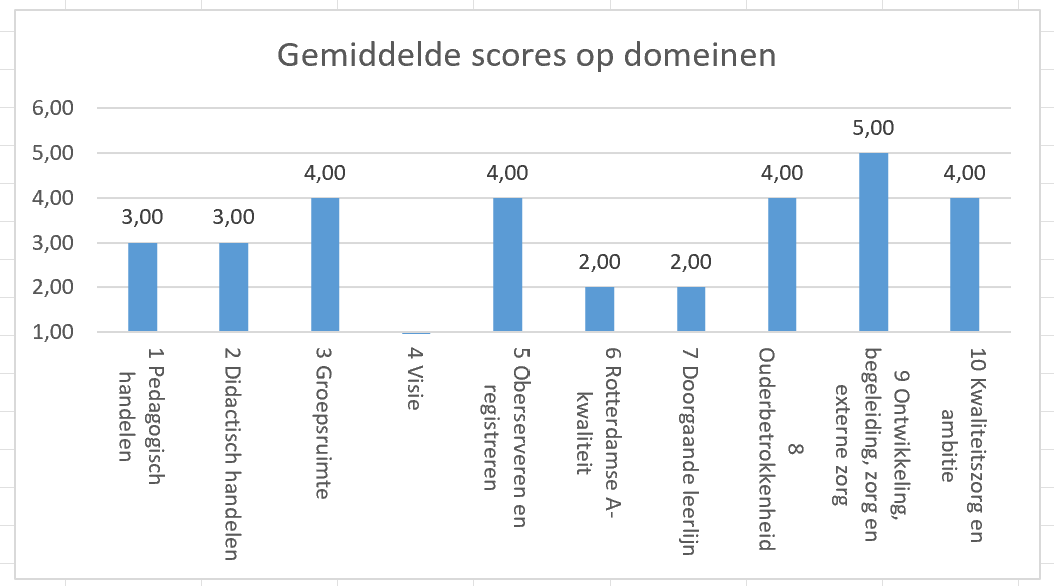 Gemiddelde scores op domeinen
6,00
5,00
4,00
3,00
2,00
1,00
3,00
3,00
4,00
4,00
2,00
2,00
4,00
5,00
4,00
1 Pedagogisch
handelen
2 Didactisch handelen
3 Groepsruimte
4 Visie
5 Oberserveren en
registreren
6 Rotterdamse A-
kwaliteit
7 Doorgaande leerlijn
8
Ouderbetrokkenheid
9 Ontwikkeling,
begeleiding, zorg en
externe zorg
10 Kwaliteitszorg en
ambitie